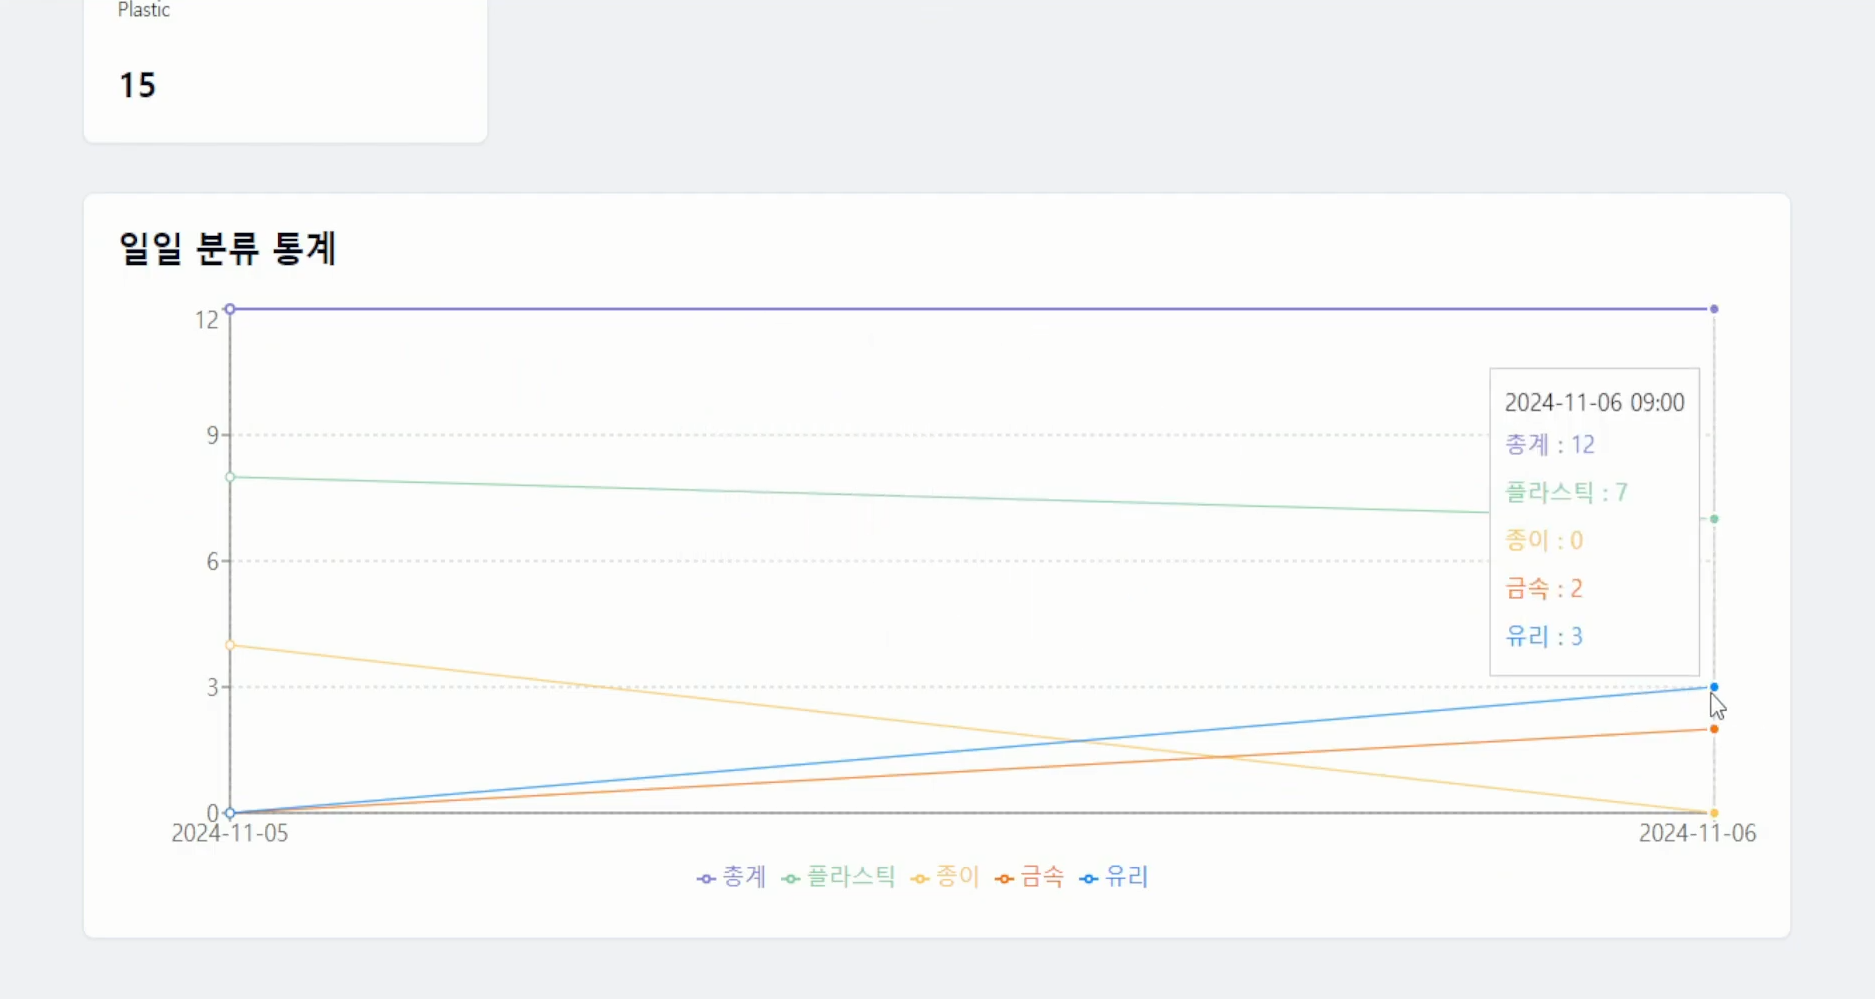 Plastic
15
일일 분류 통계
12
9
6
3
0
2024-11-05
2024-11-06
2024-11-06 09:00
총계 : 12
플라스틱 : 7
종이 : 0
금속 : 2
유리 : 3
총계 플라스틱 종이 금속 유리